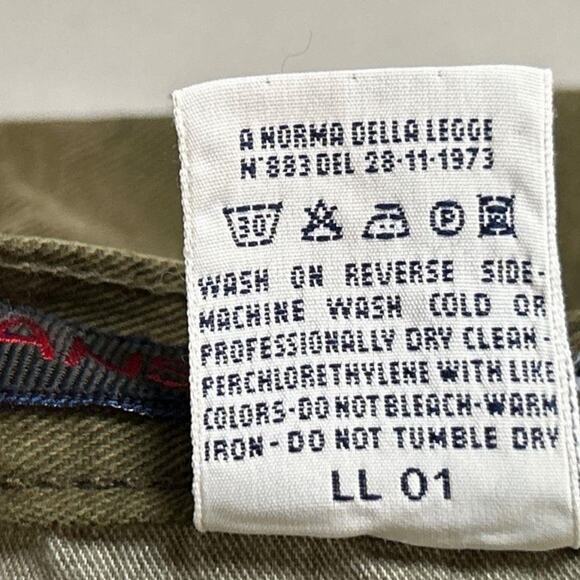 A NORMA DELLA LEGGE
N°883 DEL 28-11-1973
30 P
WASH ON REVERSE SIDE-
MACHINE WASH COLD OR
PROFESSIONALLY DRY CLEAN-
PERCHLORETHYLENE WITH LIKE
COLORS-DO NOT BLEACH-WARM
IRON-DO NOT TUMBLE DRY
LL 01
ANS